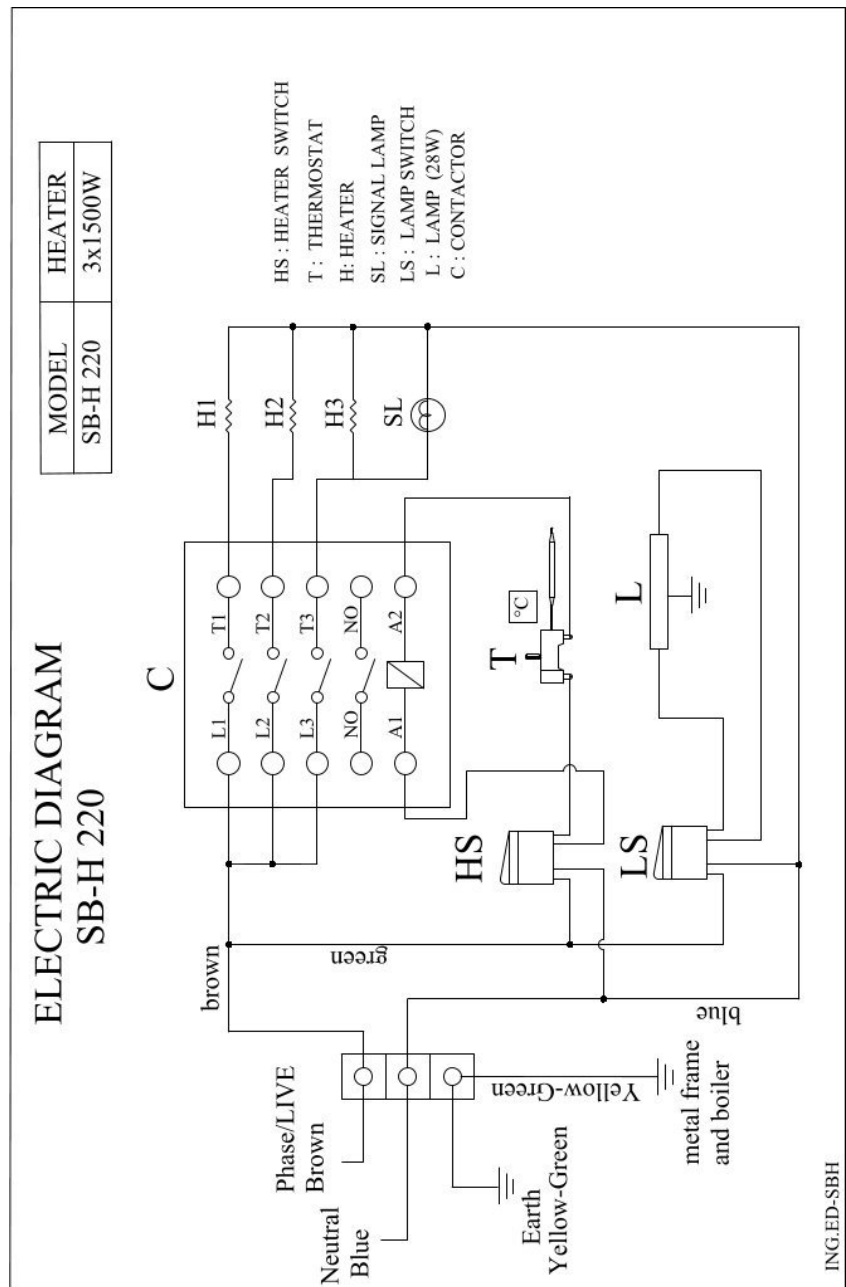 ELECTRIC DIAGRAM
SB-H 220
MODEL HEATER
SB-H 220 3x1500W
C
L1 T1
L2 T2
L3 T3
NO NO
A1 A2
H1
H2
H3
SL
HS : HEATER SWITCH
T : THERMOSTAT
H: HEATER
SL : SIGNAL LAMP
LS : LAMP SWITCH
L : LAMP (28W)
C : CONTACTOR
Phase/LIVE
Brown
Neutral
Blue
Earth
Yellow-Green
brown
green
blue
Yellow-Green
metal frame
and boiler
HS
T
°C
LS
L
ING.ED-SBH